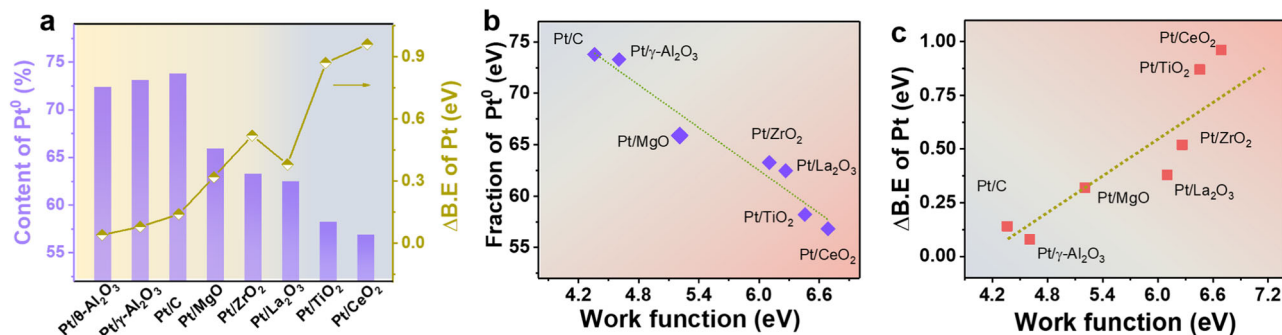 a
Content of Pt⁰ (%)
75
70
65
60
55
0.9
0.6
0.3
0.0
ΔB.E of Pt (eV)
Pt/θ-Al₂O₃
Pt/γ-Al₂O₃
Pt/C
Pt/MgO
Pt/ZrO₂
Pt/La₂O₃
Pt/TiO₂
Pt/CeO₂
b
Fraction of Pt⁰ (eV)
75
70
65
60
55
Pt/C
Pt/γ-Al₂O₃
Pt/MgO
Pt/ZrO₂
Pt/La₂O₃
Pt/TiO₂
Pt/CeO₂
4.2 4.8 5.4 6.0 6.6
Work function (eV)
c
ΔB.E of Pt (eV)
1.00
0.75
0.50
0.25
0.00
Pt/CeO₂
Pt/TiO₂
Pt/ZrO₂
Pt/C
Pt/La₂O₃
Pt/MgO
Pt/γ-Al₂O₃
4.2 4.8 5.4 6.0 6.6 7.2
Work function (eV)